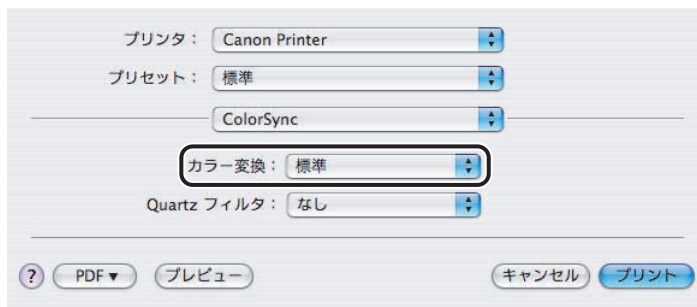 プリンタ： Canon Printer
プリセット： 標準
ColorSync
カラー変換： 標準
Quartz フィルタ： なし
? PDF▼ プレビュー キャンセル プリント